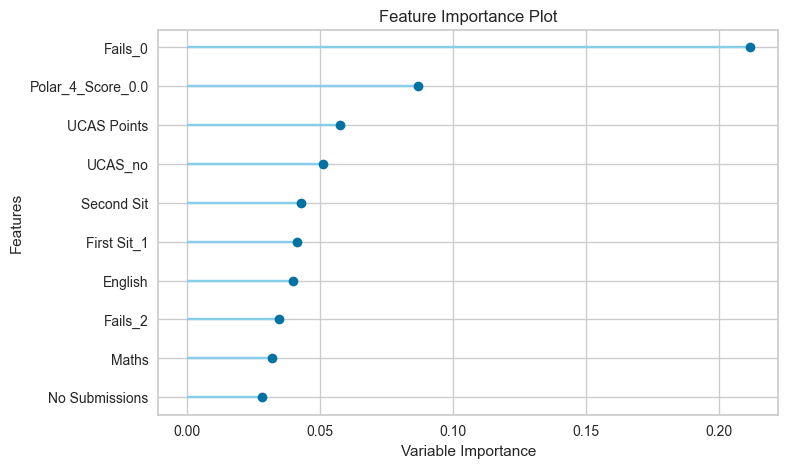 Feature Importance Plot
Features
Fails_0
Polar_4_Score_0.0
UCAS Points
UCAS_no
Second Sit
First Sit_1
English
Fails_2
Maths
No Submissions
0.00 0.05 0.10 0.15 0.20
Variable Importance